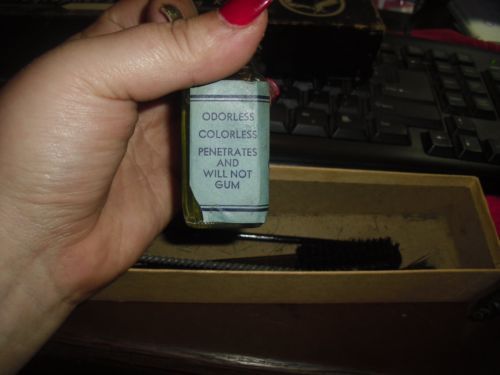 ODORLESS
COLORLESS
PENETRATES
AND
WILL NOT
GUM